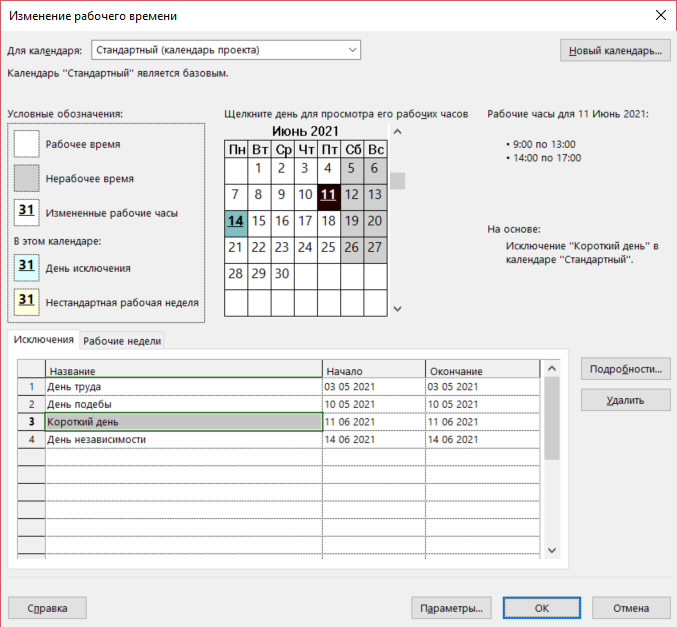 Изменение рабочего времени
Для календаря: Стандартный (календарь проекта) Новый календарь...
Календарь "Стандартный" является базовым.
Условные обозначения:
Рабочее время
Нерабочее время
31 Измененные рабочие часы
В этом календаре:
31 День исключения
31 Нестандартная рабочая неделя
Щелкните день для просмотра его рабочих часов
Июнь 2021
Пн Вт Ср Чт Пт Сб Вс
1 2 3 4 5 6
7 8 9 10 11 12 13
14 15 16 17 18 19 20
21 22 23 24 25 26 27
28 29 30
Рабочие часы для 11 Июнь 2021:
• 9:00 по 13:00
• 14:00 по 17:00
На основе:
Исключение "Короткий день" в
календаре "Стандартный".
Исключения Рабочие недели
Название Начало Окончание
1 День труда 03 05 2021 03 05 2021
2 День подебы 10 05 2021 10 05 2021
3 Короткий день 11 06 2021 11 06 2021
4 День независимости 14 06 2021 14 06 2021
Подробности...
Удалить
Справка Параметры... ОК Отмена